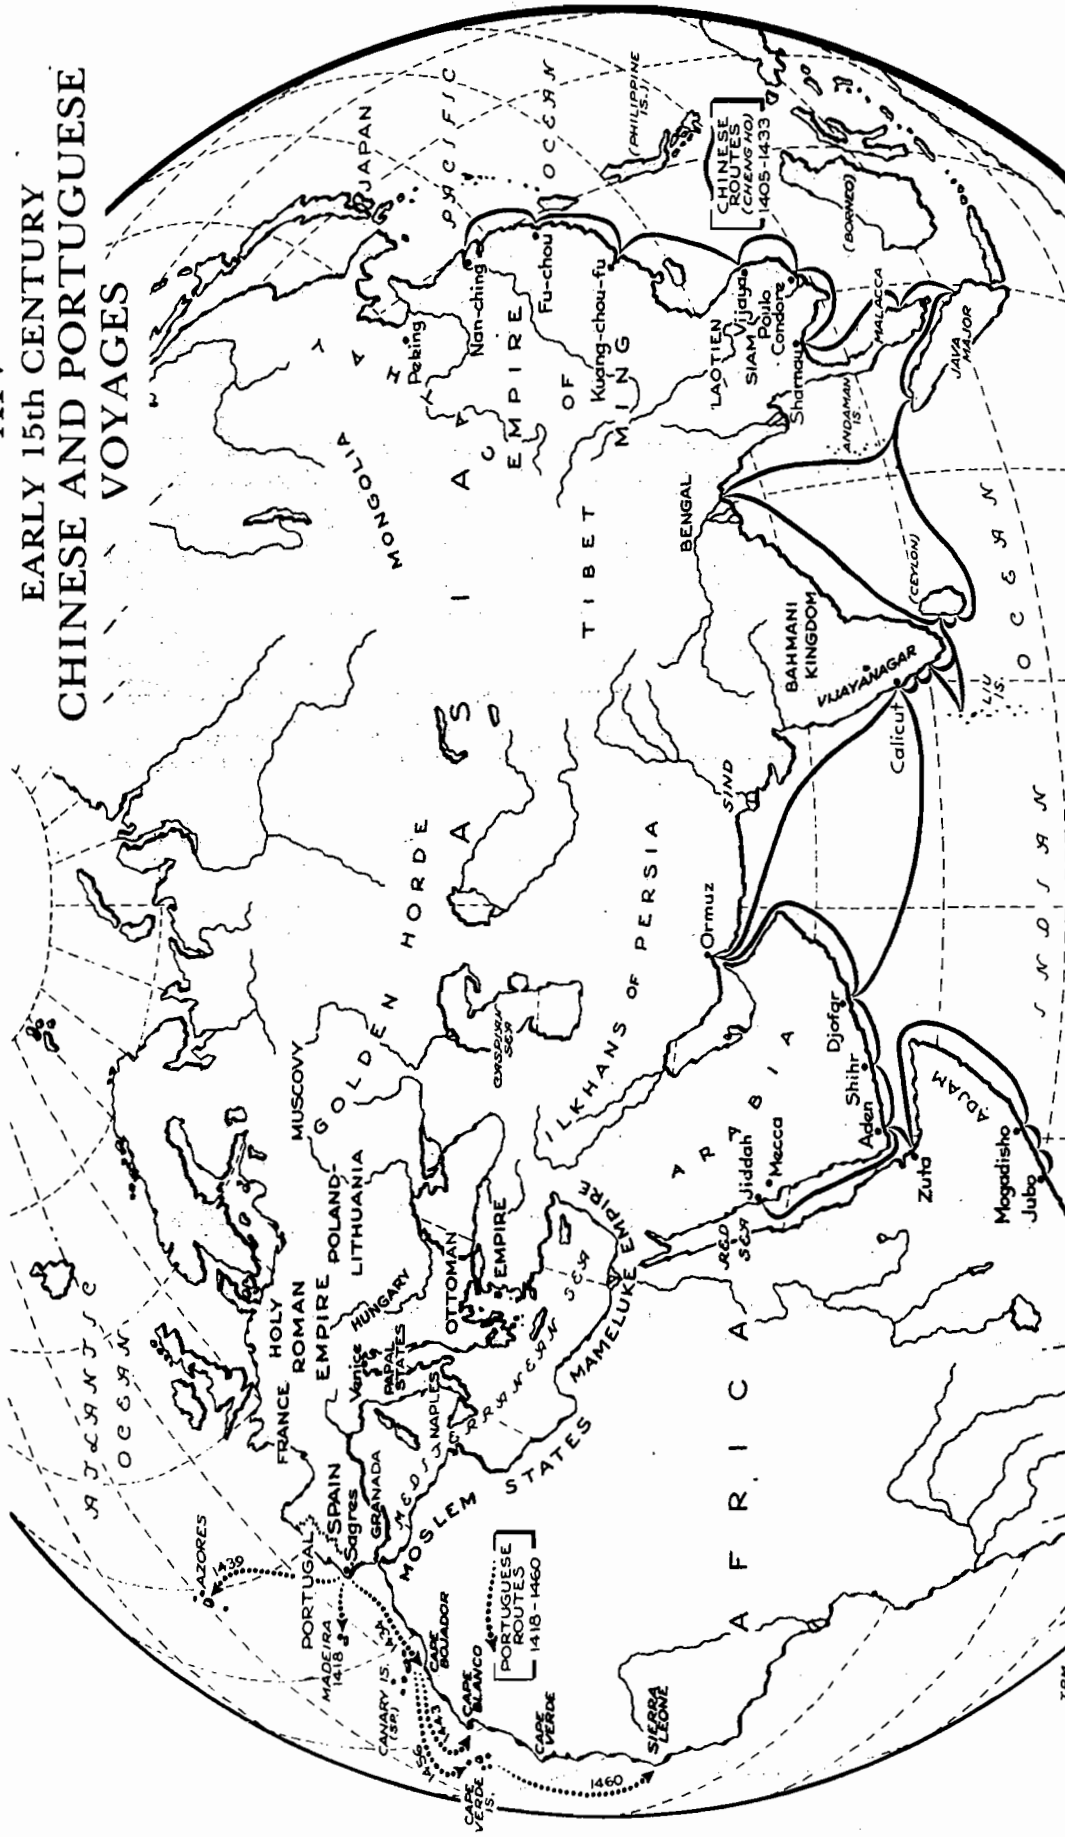 EARLY 15th CENTURY
CHINESE AND PORTUGUESE
VOYAGES
ATLANTIC
OCEAN
AZORES
1439
PORTUGAL
MADEIRA
1418
CANARY IS.
(SP.)
1434
CAPE
BOJADOR
1443
CAPE
BLANCO
1456
CAPE
VERDE
IS.
CAPE
VERDE
1460
SIERRA
LEONE
PORTUGUESE
ROUTES
1418-1460
SPAIN
Sagres
GRANADA
FRANCE
HOLY
ROMAN
EMPIRE
Venice
PAPAL
STATES
NAPLES
HUNGARY
POLAND-
LITHUANIA
MUSCOVY
OTTOMAN
EMPIRE
MEDITERRANEAN
SEA
MOSLEM STATES
MAMELUKE EMPIRE
AFRICA
GOLDEN HORDE
CASPIAN
SEA
ILKHANS OF PERSIA
ARABIA
RED
SEA
Jiddah
Mecca
Aden
Shihr
Djofar
Zuta
ADJAM
Mogadisho
Jubo
Ormuz
SIND
ASIA
MONGOLIA
TIBET
CATHAY
EMPIRE
OF
MING
Peking
Nan-ching
Fu-chou
Kuang-chou-fu
JAPAN
PACIFIC
OCEAN
(PHILIPPINE
IS.)
CHINESE
ROUTES
(CHENG HO)
1405-1433
(BORNEO)
LAOTIEN
SIAM
Vijaya
Poulo
Condore
Sharnau
MALACCA
JAVA
MAJOR
ANDAMAN
IS.
BENGAL
BAHMANI
KINGDOM
VIJAYANAGAR
Calicut
(CEYLON)
LIU
IS.
INDIAN
OCEAN